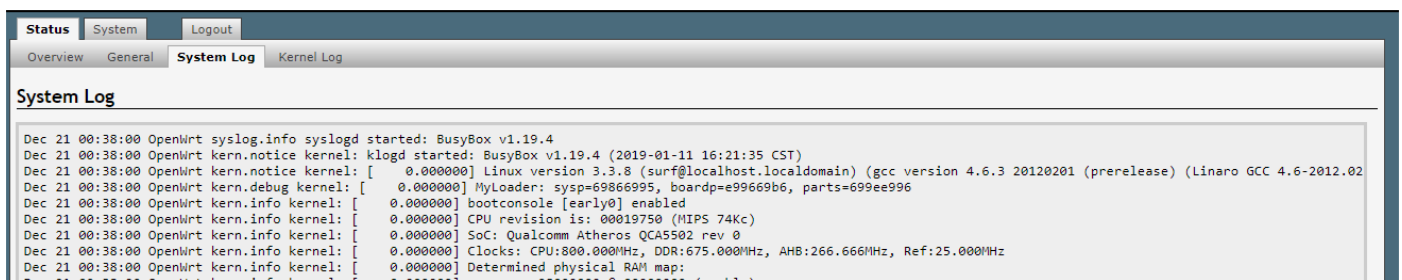 Status System Logout
Overview General System Log Kernel Log
System Log
Dec 21 00:38:00 OpenWrt syslog.info syslogd started: BusyBox v1.19.4
Dec 21 00:38:00 OpenWrt kern.notice kernel: klogd started: BusyBox v1.19.4 (2019-01-11 16:21:35 CST)
Dec 21 00:38:00 OpenWrt kern.notice kernel: [    0.000000] Linux version 3.3.8 (surf@localhost.localdomain) (gcc version 4.6.3 20120201 (prerelease) (Linaro GCC 4.6-2012.02
Dec 21 00:38:00 OpenWrt kern.debug kernel: [    0.000000] MyLoader: sysp=69866995, boardp=e99669b6, parts=699ee996
Dec 21 00:38:00 OpenWrt kern.info kernel: [    0.000000] bootconsole [early0] enabled
Dec 21 00:38:00 OpenWrt kern.info kernel: [    0.000000] CPU revision is: 00019750 (MIPS 74Kc)
Dec 21 00:38:00 OpenWrt kern.info kernel: [    0.000000] SoC: Qualcomm Atheros QCA5502 rev 0
Dec 21 00:38:00 OpenWrt kern.info kernel: [    0.000000] Clocks: CPU:800.000MHz, DDR:675.000MHz, AHB:266.666MHz, Ref:25.000MHz
Dec 21 00:38:00 OpenWrt kern.info kernel: [    0.000000] Determined physical RAM map: